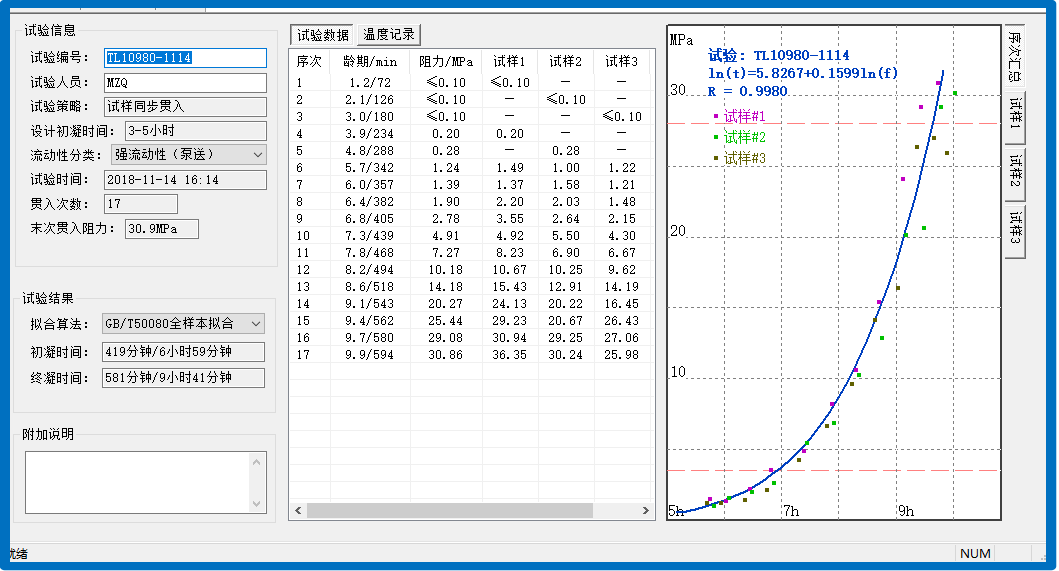 试验信息
试验编号： TL10980-1114
试验人员： MZQ
试验策略： 试样同步贯入
设计初凝时间： 3-5小时
流动性分类： 强流动性（泵送）
试验时间： 2018-11-14 16:14
贯入次数： 17
末次贯入阻力： 30.9MPa
试验结果
拟合算法： GB/T50080全样本拟合
初凝时间： 419分钟/6小时59分钟
终凝时间： 581分钟/9小时41分钟
附加说明
试验数据 温度记录
序次 龄期/min 阻力/MPa 试样1 试样2 试样3
1 1.2/72 ≤0.10 ≤0.10 — —
2 2.1/126 ≤0.10 — ≤0.10 —
3 3.0/180 ≤0.10 — — ≤0.10
4 3.9/234 0.20 0.20 — —
5 4.8/288 0.28 — 0.28 —
6 5.7/342 1.24 1.49 1.00 1.22
7 6.0/357 1.39 1.37 1.58 1.21
8 6.4/382 1.90 2.20 2.03 1.48
9 6.8/405 2.78 3.55 2.64 2.15
10 7.3/439 4.91 4.92 5.50 4.30
11 7.8/468 7.27 8.23 6.90 6.67
12 8.2/494 10.18 10.67 10.25 9.62
13 8.6/518 14.18 15.43 12.91 14.19
14 9.1/543 20.27 24.13 20.22 16.45
15 9.4/562 25.44 29.23 20.67 26.43
16 9.7/580 29.08 30.94 29.25 27.06
17 9.9/594 30.86 36.35 30.24 25.98
MPa
试验: TL10980-1114
ln(t)=5.8267+0.1599ln(f)
R = 0.9980
试样#1
试样#2
试样#3
30
20
10
5h 7h 9h
序次汇总
试样1
试样2
试样3
就绪
NUM